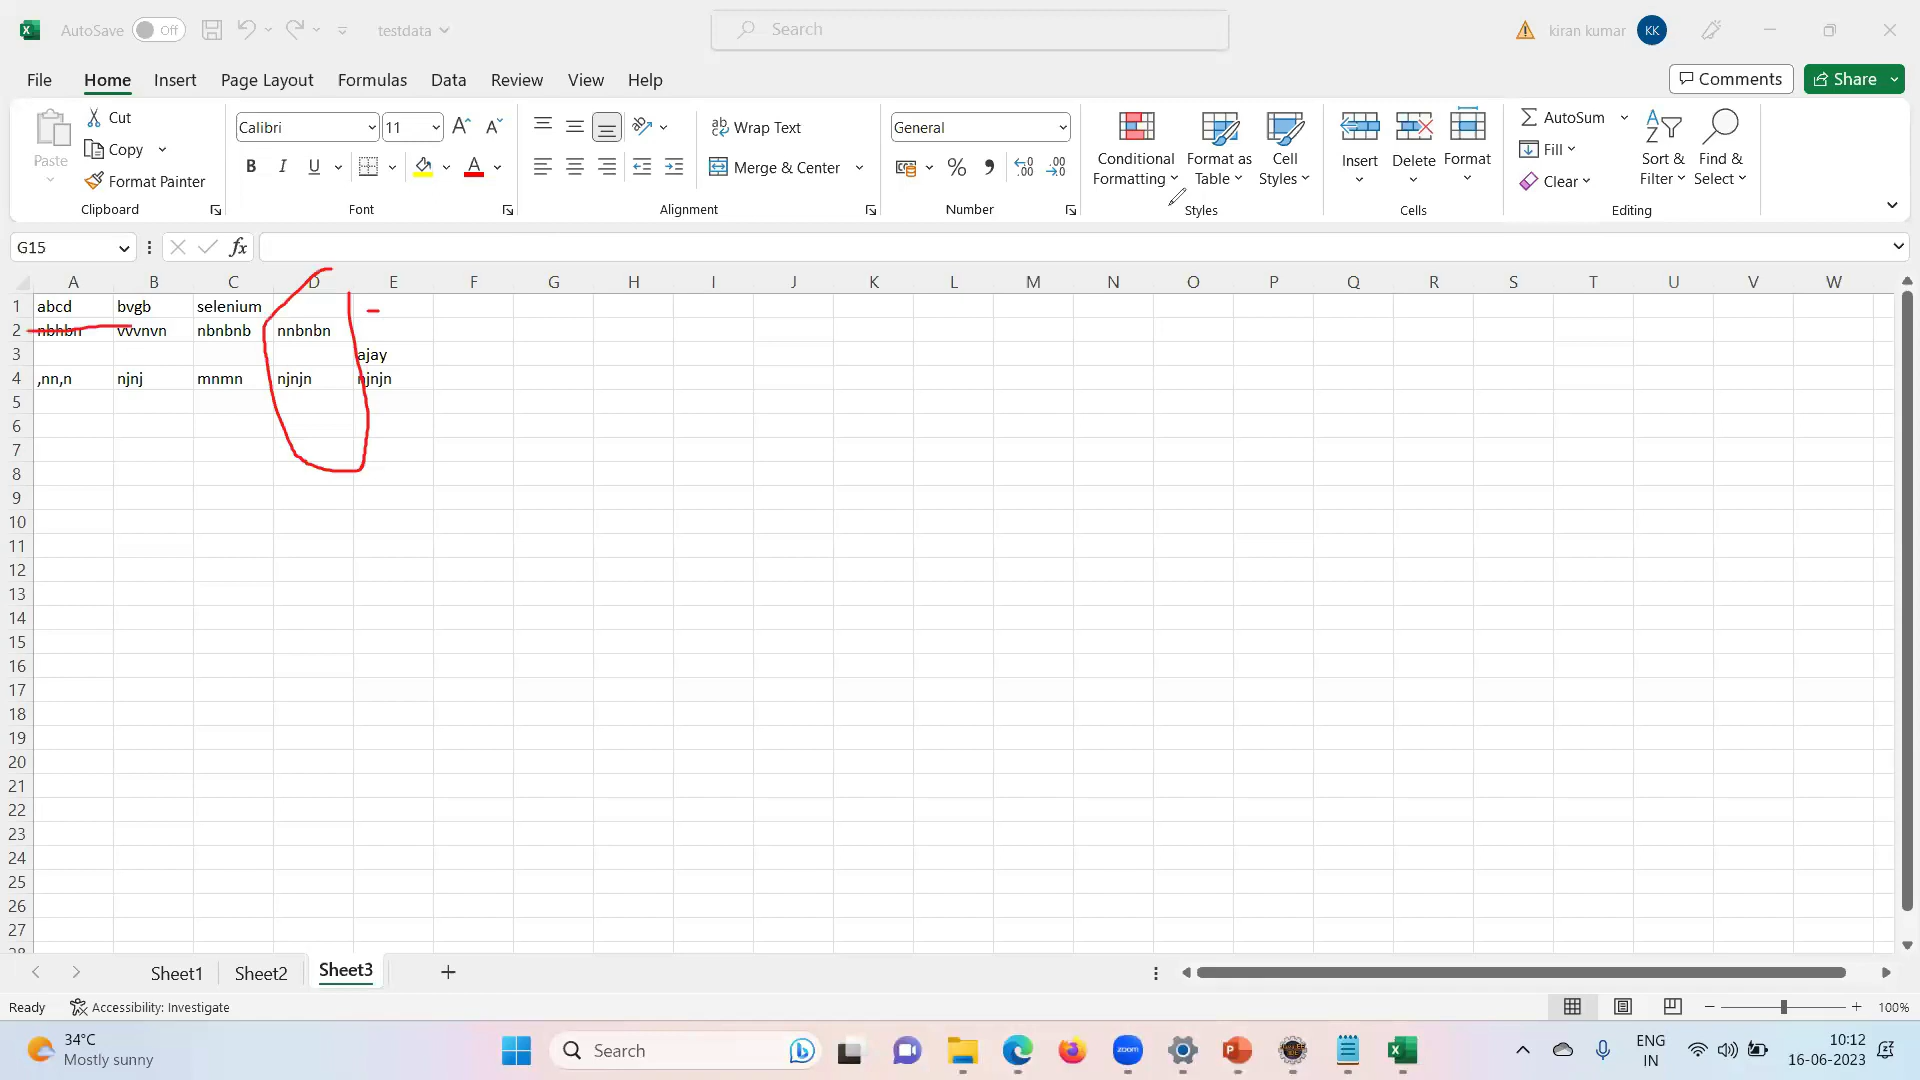 AutoSave Off testdata Search kiran kumar KK
File Home Insert Page Layout Formulas Data Review View Help Comments Share
Paste Cut Copy Format Painter Clipboard
Calibri 11 B I U A Font
Wrap Text Merge & Center Alignment
General % Number
Conditional Formatting Format as Table Cell Styles Styles
Insert Delete Format Cells
AutoSum Fill Clear Sort & Filter Find & Select Editing
G15 fx
A B C D E F G H I J K L M N O P Q R S T U V W
1 abcd bvgb selenium
2 nbhbn vvvnvn nbnbnb nnbnbn
3 ajay
4 ,nn,n njnj mnmn njnjn njnjn
5
6
7
8
9
10
11
12
13
14
15
16
17
18
19
20
21
22
23
24
25
26
27
28
Sheet1 Sheet2 Sheet3 +
Ready Accessibility: Investigate 100%
34°C
Mostly sunny
Search
zoom
ENG
IN
10:12
16-06-2023